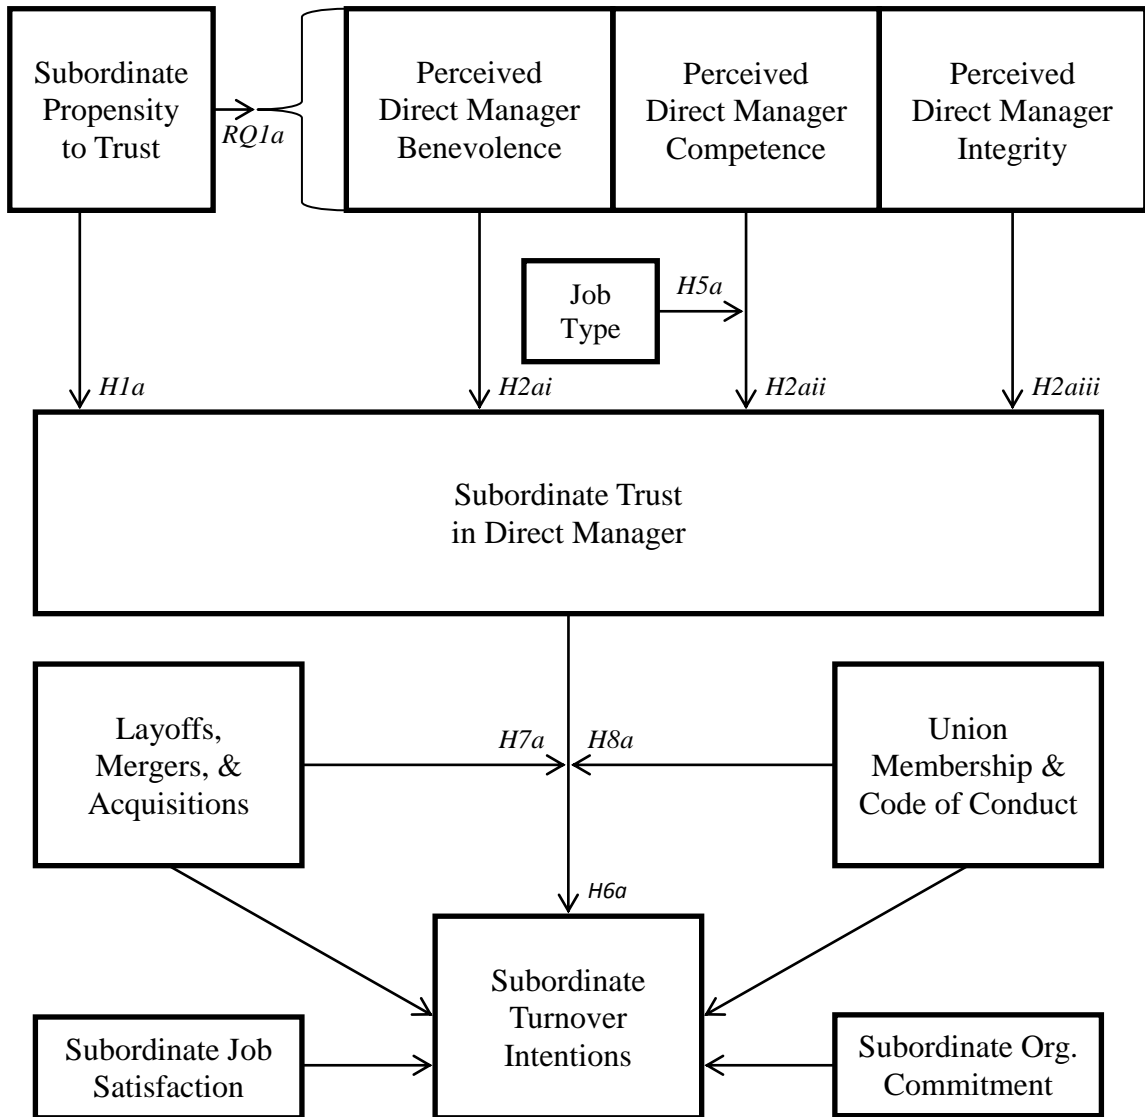 Subordinate
Propensity
to Trust
RQ1a
Perceived
Direct Manager
Benevolence
Perceived
Direct Manager
Competence
Perceived
Direct Manager
Integrity
Job
Type
H5a
H1a
H2ai
H2aii
H2aiii
Subordinate Trust
in Direct Manager
Layoffs,
Mergers, &
Acquisitions
H7a
H8a
Union
Membership &
Code of Conduct
H6a
Subordinate
Turnover
Intentions
Subordinate Job
Satisfaction
Subordinate Org.
Commitment